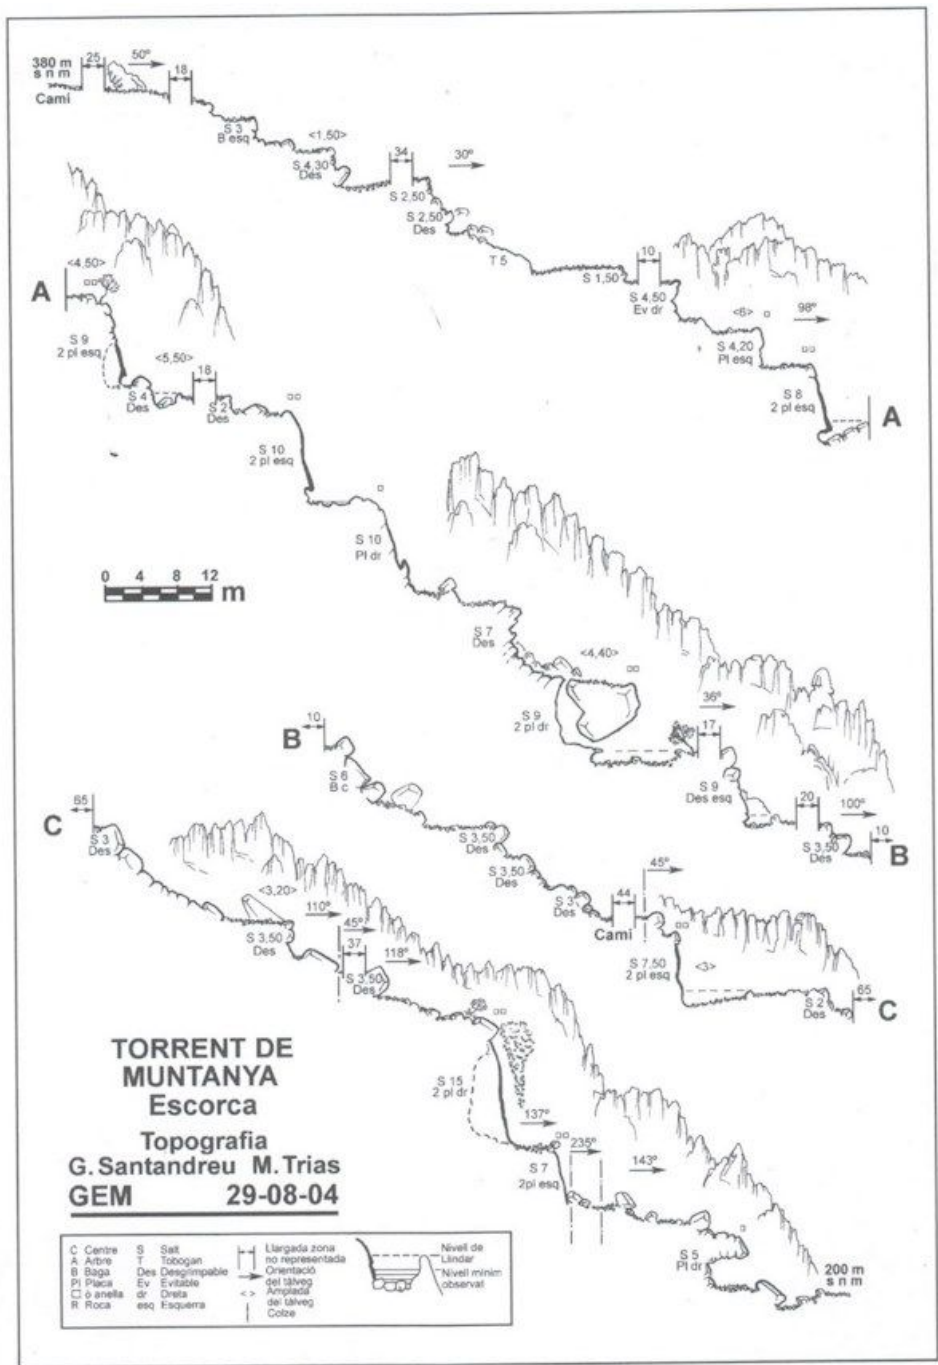 380 m
s n m
Camí
25
50º
18
S 3
B esq
<1,50>
S 4,30
Des
34
30º
S 2,50
S 2,50
Des
T 5
S 1,50
10
S 4,50
Ev dr
<6>
98º
S 4,20
Pl esq
S 8
2 pl esq
A
A
<4,50>
S 9
2 pl esq
<5,50>
S 4
Des
18
S 2
Des
S 10
2 pl esq
S 10
Pl dr
0 4 8 12
m
S 7
Des
<4,40>
S 9
2 pl dr
36º
17
S 9
Des esq
20
100º
S 3,50
Des
10
B
B
10
S 6
B c
S 3,50
Des
S 3,50
Des
S 3
Des
Camí
44
45º
S 7,50
2 pl esq
<3>
S 2
Des
65
C
C
65
S 3
Des
<3,20>
110º
S 3,50
Des
45º
37
118º
S 3,50
Des
S 15
2 pl dr
137º
S 7
2pl esq
235º
143º
S 5
Pl dr
200 m
s n m
TORRENT DE
MUNTANYA
Escorca
Topografia
G. Santandreu M. Trias
GEM 29-08-04
C Centre S Salt
A Arbre T Tobogan
B Baga Des Desgrimpable
Pl Placa Ev Evitable
□ ò anella dr Dreta
R Roca esq Esquerra
Llargada zona
no representada
Orientació
del tàlveg
<> Amplada
del tàlveg
Colze
Nivell de
Llindar
Nivell mínim
observat